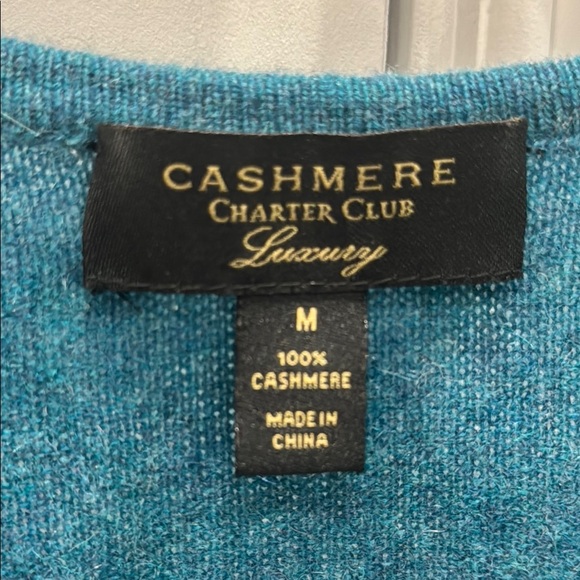 CASHMERE
CHARTER CLUB
Luxury
M
100%
CASHMERE
MADE IN
CHINA